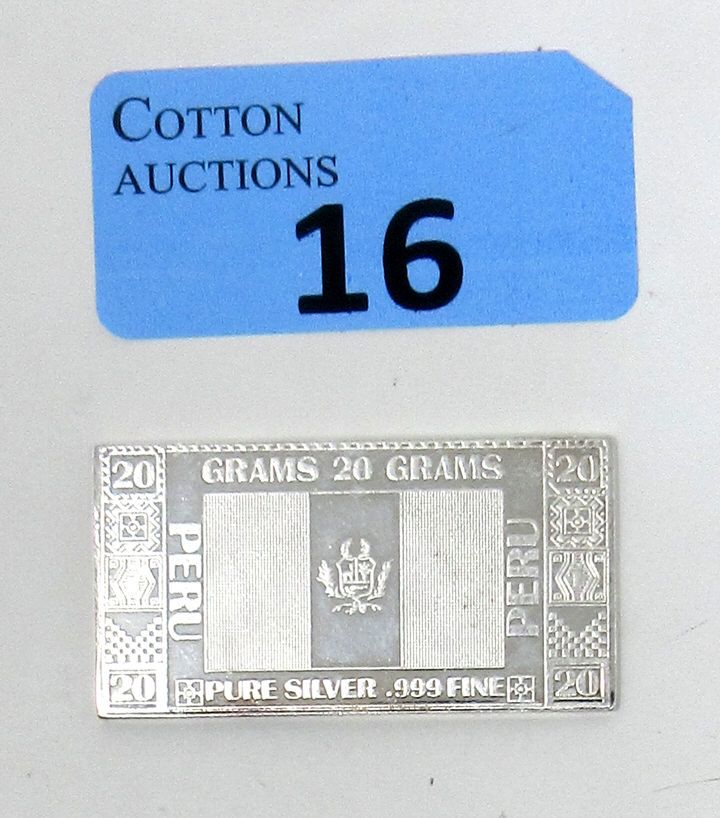 COTTON
AUCTIONS
16
20 GRAMS 20 GRAMS 20
PERU
PERU
20 PURE SILVER .999 FINE 20